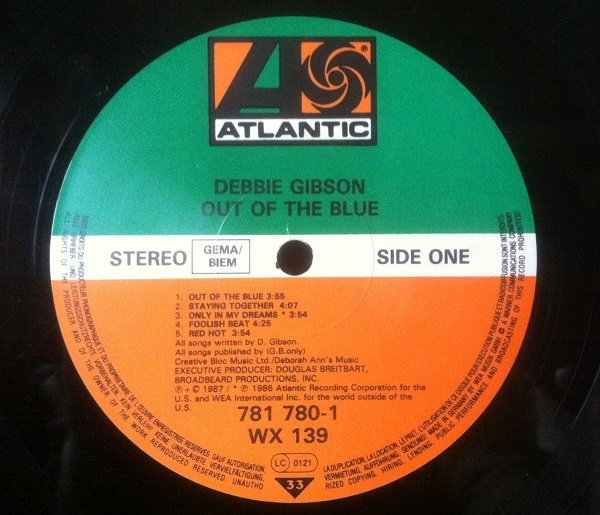 ATLANTIC
DEBBIE GIBSON
OUT OF THE BLUE
STEREO
GEMA/
BIEM
SIDE ONE
1. OUT OF THE BLUE 3:55
2. STAYING TOGETHER 4:07
3. ONLY IN MY DREAMS * 3:54
4. FOOLISH BEAT 4:25
5. RED HOT 3:54
All songs written by D. Gibson.
All songs published by (G.B.only)
Creative Bloc Music Ltd./Deborah Ann's Music
EXECUTIVE PRODUCER: DOUGLAS BREITBART,
BROADBEARD PRODUCTIONS, INC.
℗ + © 1987 / * ℗ 1986 Atlantic Recording Corporation for the
U.S. and WEA International Inc. for the world outside of the
U.S.
781 780-1
WX 139
LC 0121
33